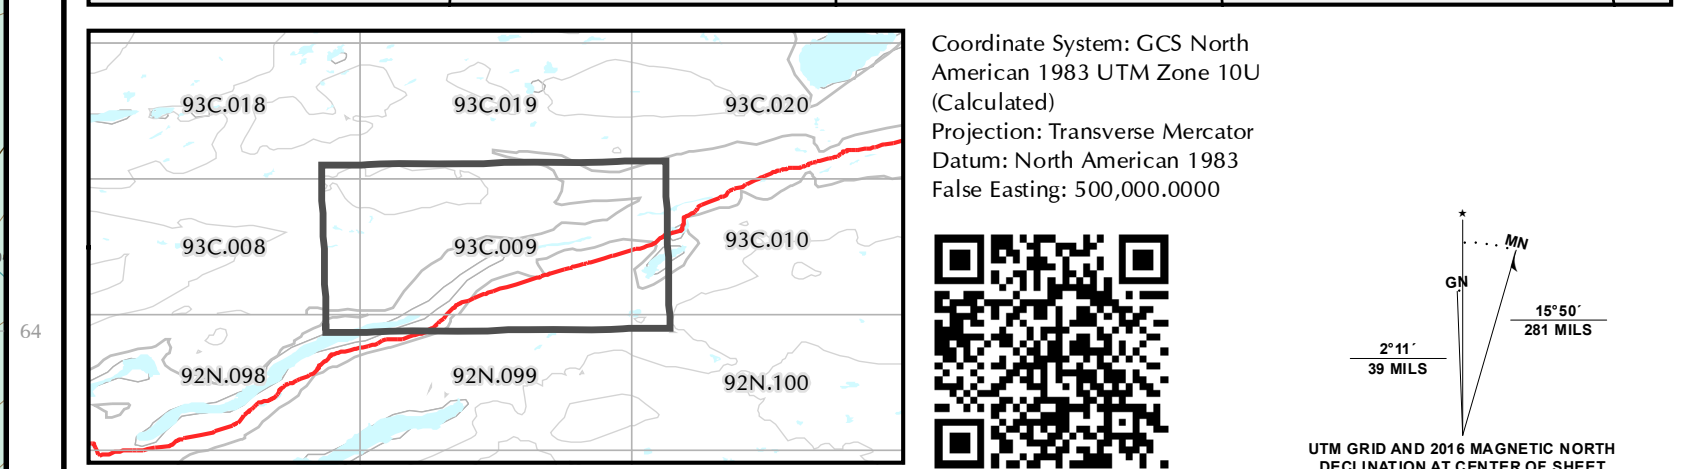 93C.018
93C.019
93C.020
93C.008
93C.009
93C.010
92N.098
92N.099
92N.100
64
Coordinate System: GCS North
American 1983 UTM Zone 10U
(Calculated)
Projection: Transverse Mercator
Datum: North American 1983
False Easting: 500,000.0000
MN
GN
15°50´
281 MILS
2°11´
39 MILS
UTM GRID AND 2016 MAGNETIC NORTH
DECLINATION AT CENTER OF SHEET